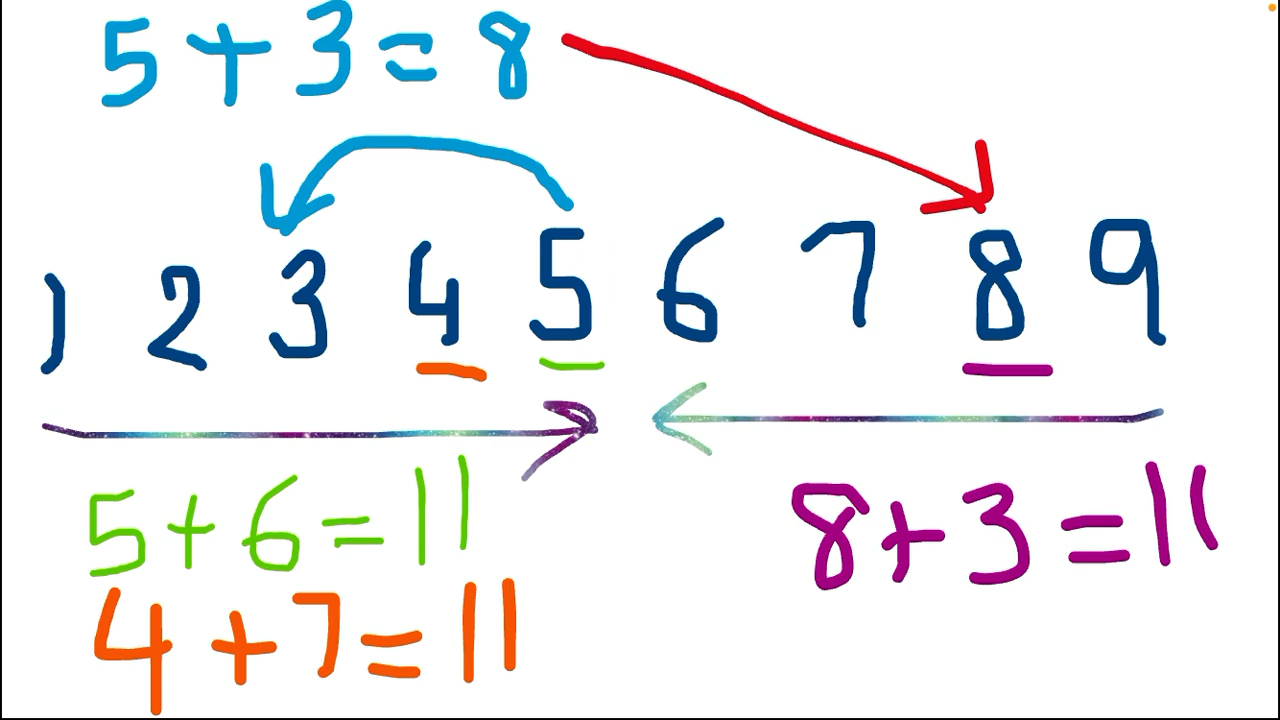 5 + 3 = 8
1 2 3 4 5 6 7 8 9
5 + 6 = 11
8 + 3 = 11
4 + 7 = 11